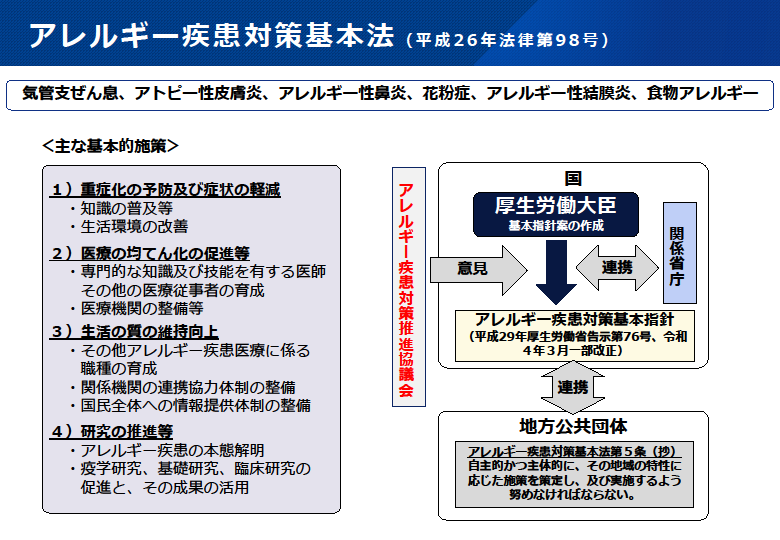 アレルギー疾患対策基本法（平成26年法律第98号）
気管支ぜん息、アトピー性皮膚炎、アレルギー性鼻炎、花粉症、アレルギー性結膜炎、食物アレルギー
＜主な基本的施策＞
１）重症化の予防及び症状の軽減
・知識の普及等
・生活環境の改善
２）医療の均てん化の促進等
・専門的な知識及び技能を有する医師
その他の医療従事者の育成
・医療機関の整備等
３）生活の質の維持向上
・その他アレルギー疾患医療に係る
職種の育成
・関係機関の連携協力体制の整備
・国民全体への情報提供体制の整備
４）研究の推進等
・アレルギー疾患の本態解明
・疫学研究、基礎研究、臨床研究の
促進と、その成果の活用
アレルギー疾患対策推進協議会
意見
国
厚生労働大臣
基本指針案の作成
連携
関係省庁
アレルギー疾患対策基本指針
（平成29年厚生労働省告示第76号、令和
４年３月一部改正）
連携
地方公共団体
アレルギー疾患対策基本法第５条（抄）
自主的かつ主体的に、その地域の特性に
応じた施策を策定し、及び実施するよう
努めなければならない。